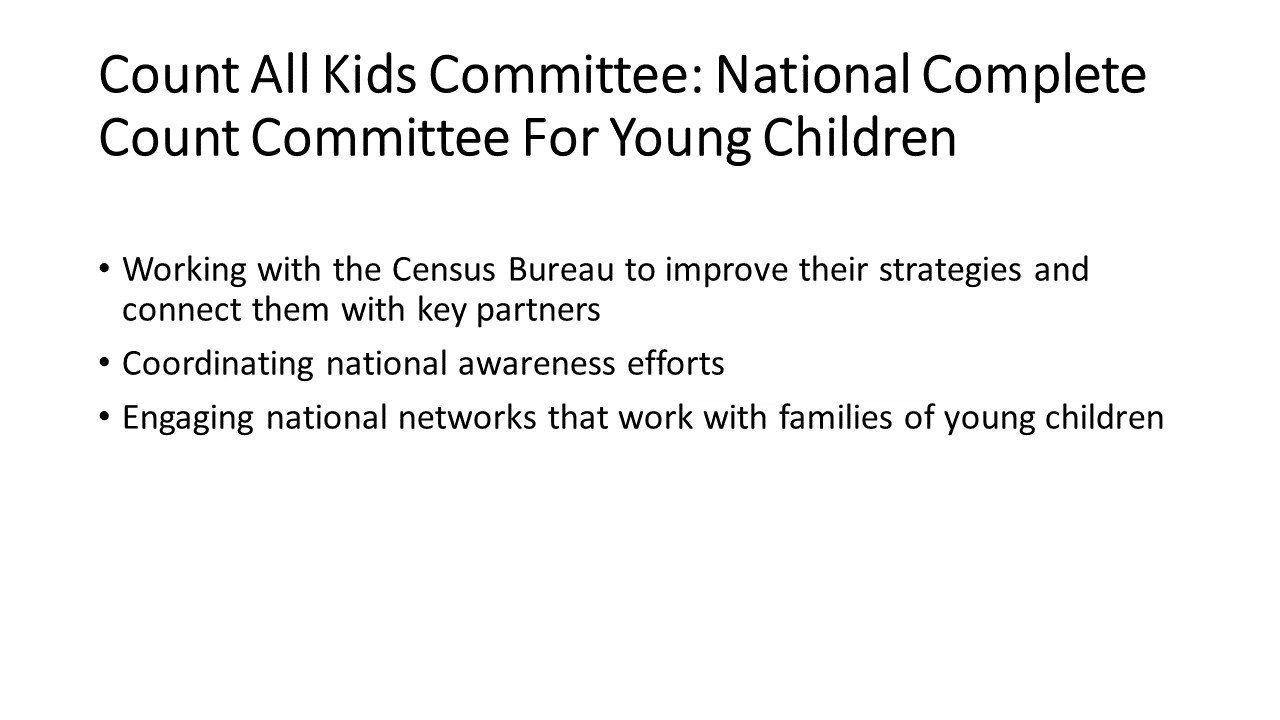 Count All Kids Committee: National Complete
Count Committee For Young Children
• Working with the Census Bureau to improve their strategies and
connect them with key partners
• Coordinating national awareness efforts
• Engaging national networks that work with families of young children